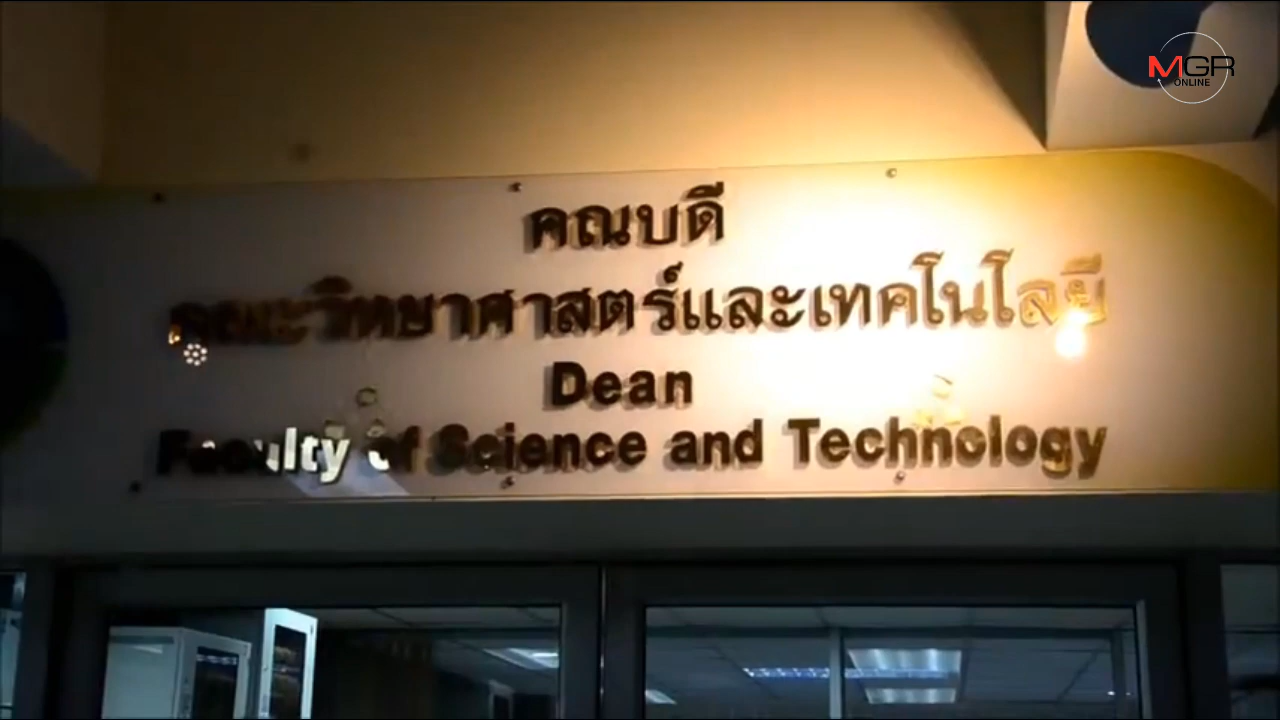 MGR
ONLINE
คณบดี
คณะวิทยาศาสตร์และเทคโนโลยี
Dean
Faculty of Science and Technology